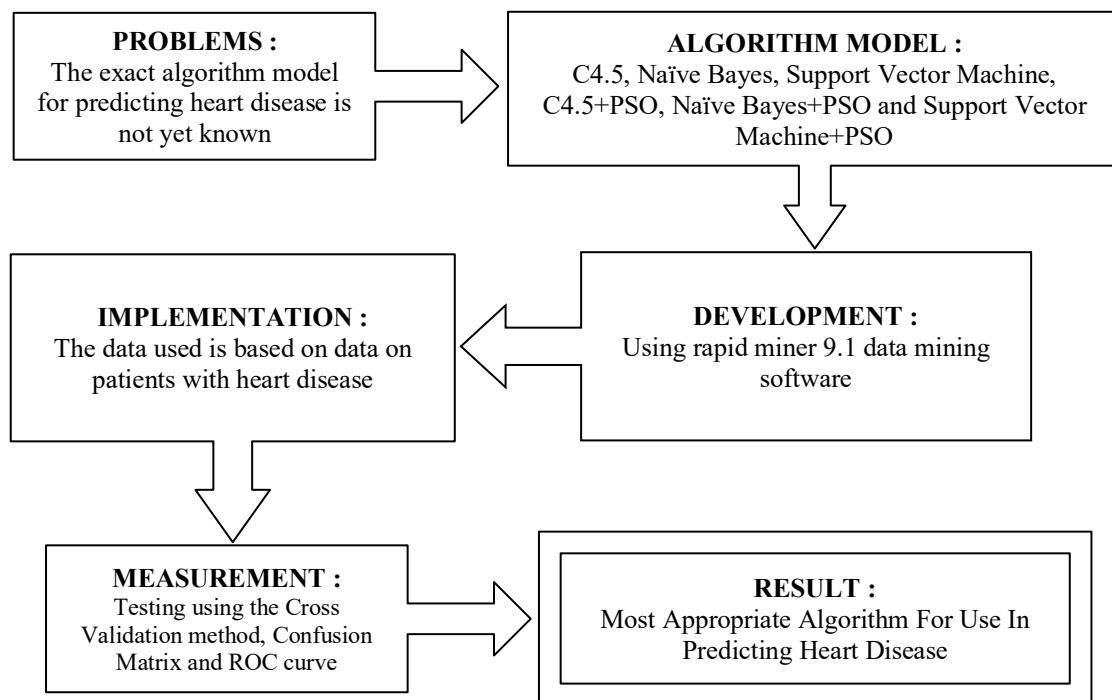 PROBLEMS :
The exact algorithm model
for predicting heart disease is
not yet known
ALGORITHM MODEL :
C4.5, Naïve Bayes, Support Vector Machine,
C4.5+PSO, Naïve Bayes+PSO and Support Vector
Machine+PSO
DEVELOPMENT :
Using rapid miner 9.1 data mining
software
IMPLEMENTATION :
The data used is based on data on
patients with heart disease
MEASUREMENT :
Testing using the Cross
Validation method, Confusion
Matrix and ROC curve
RESULT :
Most Appropriate Algorithm For Use In
Predicting Heart Disease